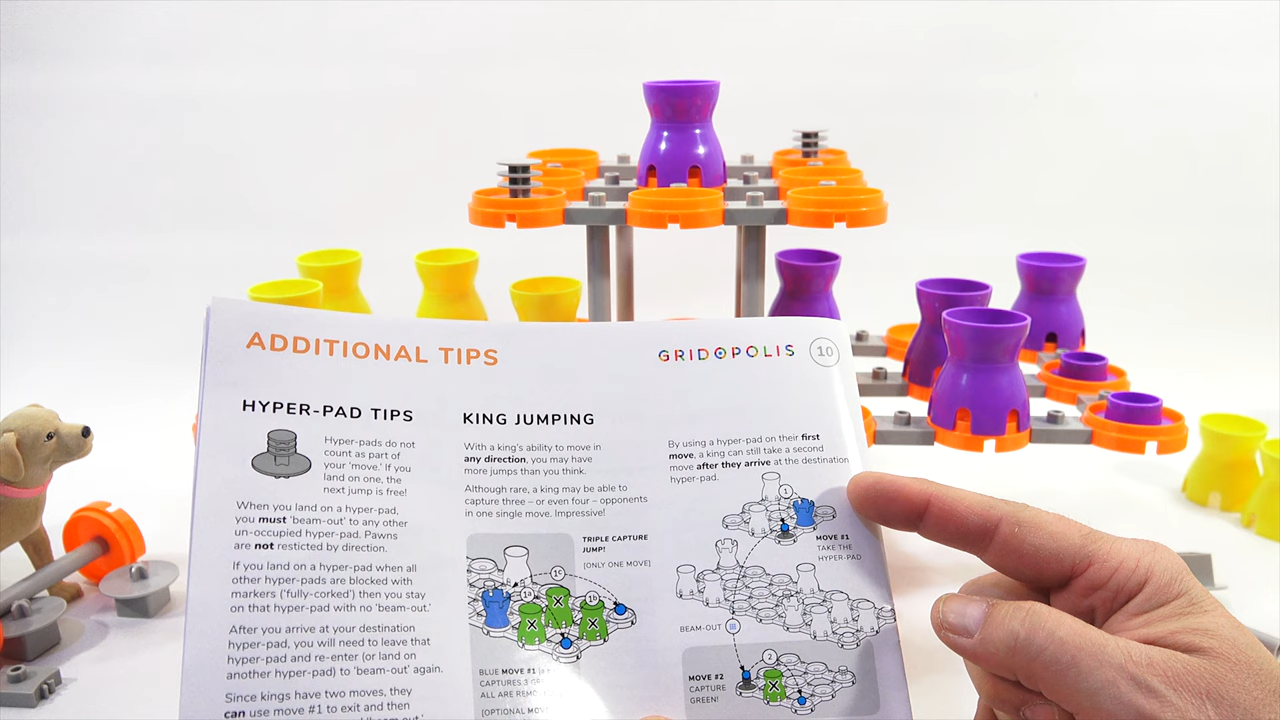 ADDITIONAL TIPS
GRIDOPOLIS 10
HYPER-PAD TIPS
Hyper-pads do not
count as part of
your 'move.' If you
land on one, the
next jump is free!
When you land on a hyper-pad,
you must 'beam-out' to any other
un-occupied hyper-pad. Pawns
are not resticted by direction.
If you land on a hyper-pad when all
other hyper-pads are blocked with
markers ('fully-corked') then you stay
on that hyper-pad with no 'beam-out.'
After you arrive at your destination
hyper-pad, you will need to leave that
hyper-pad and re-enter (or land on
another hyper-pad) to 'beam-out' again.
Since kings have two moves, they
can use move #1 to exit and then
KING JUMPING
With a king's ability to move in
any direction, you may have
more jumps than you think.
Although rare, a king may be able to
capture three – or even four – opponents
in one single move. Impressive!
TRIPLE CAPTURE
JUMP!
[ONLY ONE MOVE]
1C
1a
1b
BLUE MOVE #1
CAPTURES 3
ALL ARE
[OPTIONAL
By using a hyper-pad on their first
move, a king can still take a second
move after they arrive at the destination
hyper-pad.
1
MOVE #1
TAKE THE
HYPER-PAD
BEAM-OUT
2
MOVE #2
CAPTURE
GREEN!